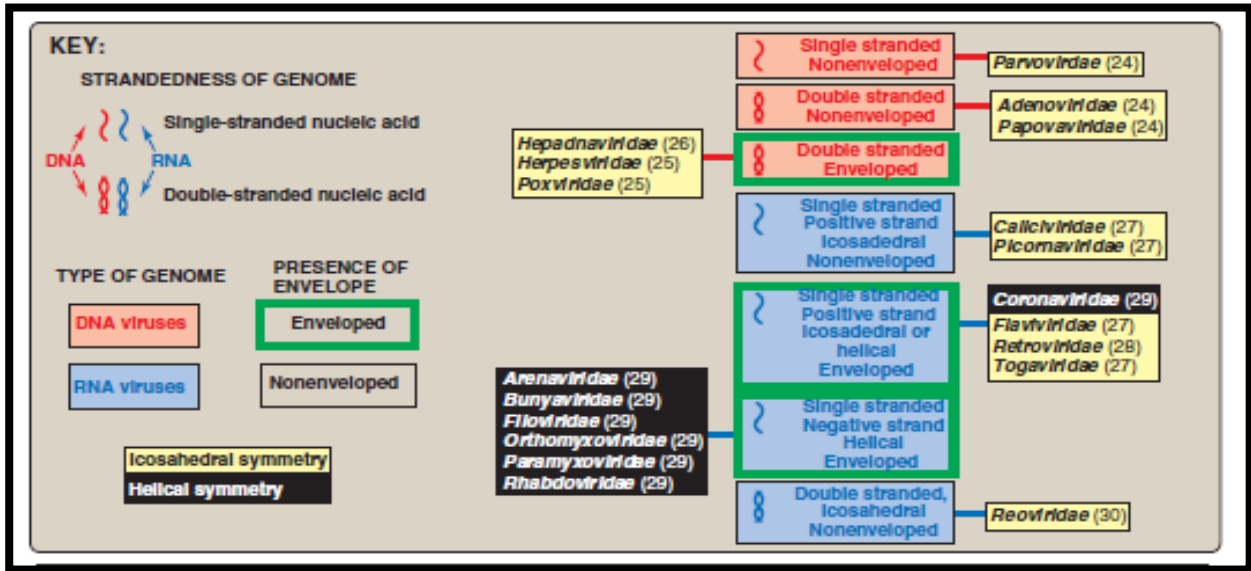 KEY:
STRANDEDNESS OF GENOME
Single-stranded nucleic acid
DNA
RNA
Double-stranded nucleic acid
TYPE OF GENOME
PRESENCE OF
ENVELOPE
DNA viruses
Enveloped
RNA viruses
Nonenveloped
Icosahedral symmetry
Helical symmetry
Single stranded
Nonenveloped
Parvovirdae (24)
Double stranded
Nonenveloped
Adenoviridae (24)
Papovaviridae (24)
Hepadnaviridae (26)
Herpesviridae (25)
Poxviridae (25)
Double stranded
Enveloped
Single stranded
Positive strand
Icosadedral
Nonenveloped
Caliciviridae (27)
Picornaviridae (27)
Single stranded
Positive strand
Icosadedral or
helical
Enveloped
Coronaviridae (29)
Flaviviridae (27)
Retroviridae (28)
Togaviridae (27)
Arenaviridae (29)
Bunyaviridae (29)
Filoviridae (29)
Orthomyxoviridae (29)
Paramyxoviridae (29)
Rhabdoviridae (29)
Single stranded
Negative strand
Helical
Enveloped
Double stranded,
Icosahedral
Nonenveloped
Reoviridae (30)